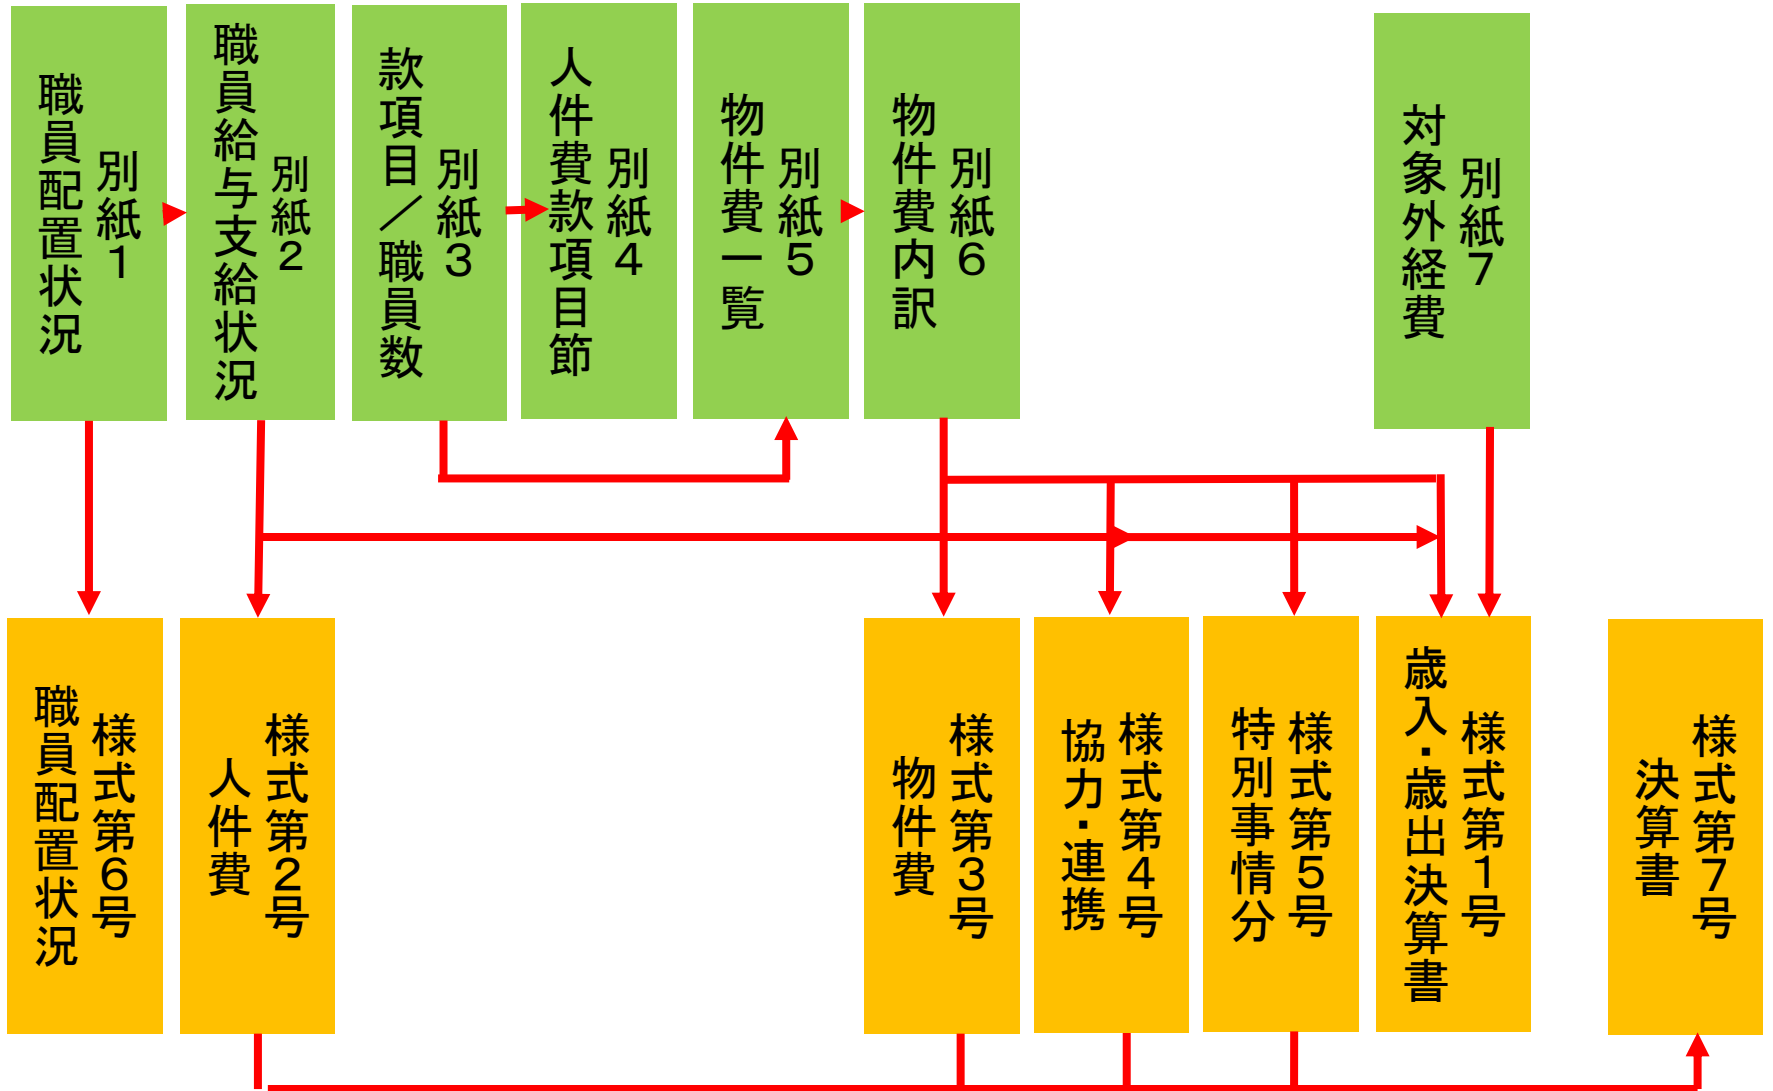 別紙1
職員配置状況
別紙2
職員給与支給状況
別紙3
款項目/職員数
別紙4
人件費款項目節
別紙5
物件費一覧
別紙6
物件費内訳
別紙7
対象外経費
様式第6号
職員配置状況
様式第2号
人件費
様式第3号
物件費
様式第4号
協力・連携
様式第5号
特別事情分
様式第1号
歳入・歳出決算書
様式第7号
決算書